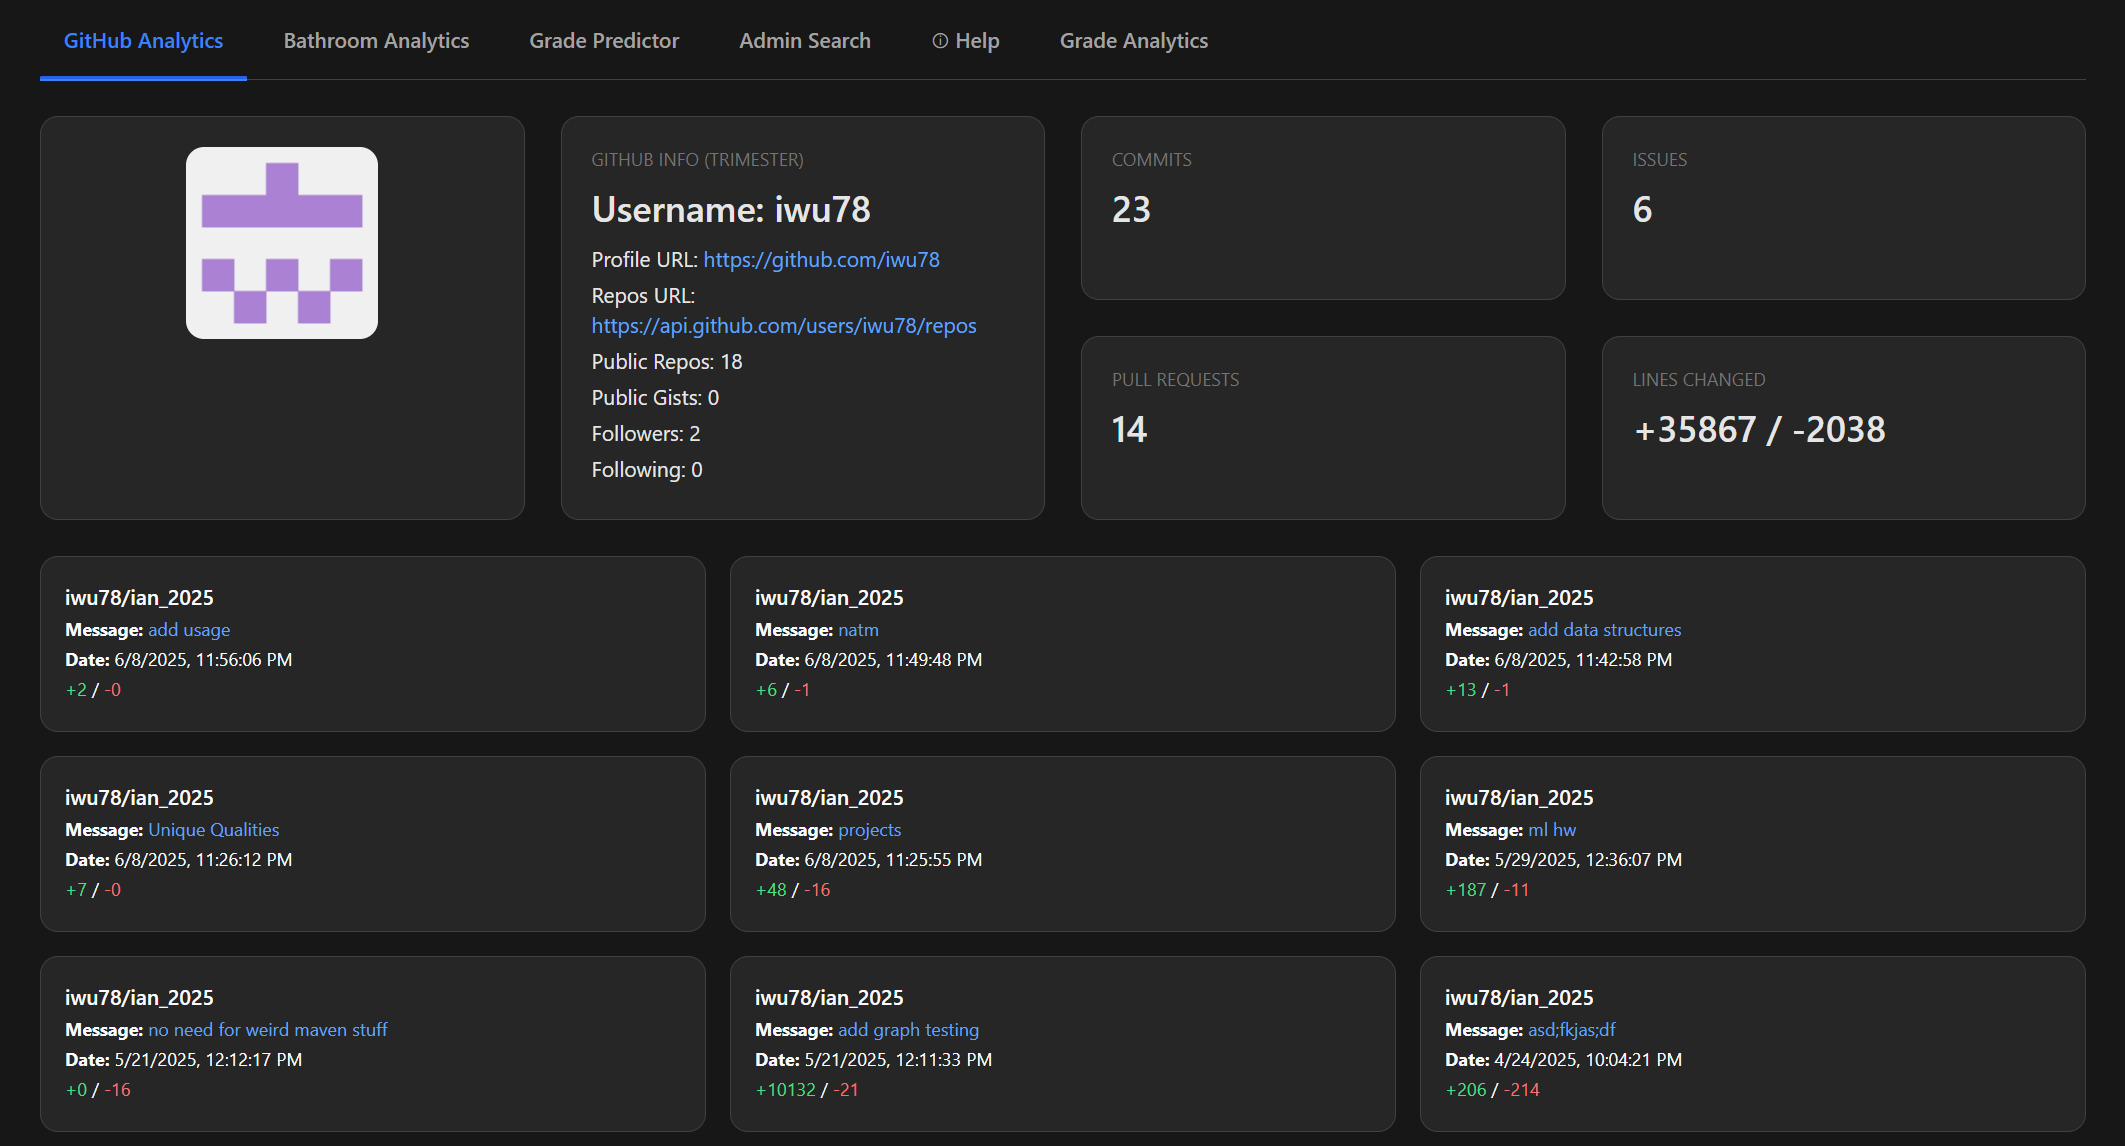 GitHub Analytics
Bathroom Analytics
Grade Predictor
Admin Search
Help
Grade Analytics
GITHUB INFO (TRIMESTER)
Username: iwu78
Profile URL: https://github.com/iwu78
Repos URL:
https://api.github.com/users/iwu78/repos
Public Repos: 18
Public Gists: 0
Followers: 2
Following: 0
COMMITS
23
ISSUES
6
PULL REQUESTS
14
LINES CHANGED
+35867 / -2038
iwu78/ian_2025
Message: add usage
Date: 6/8/2025, 11:56:06 PM
+2 / -0
iwu78/ian_2025
Message: natm
Date: 6/8/2025, 11:49:48 PM
+6 / -1
iwu78/ian_2025
Message: add data structures
Date: 6/8/2025, 11:42:58 PM
+13 / -1
iwu78/ian_2025
Message: Unique Qualities
Date: 6/8/2025, 11:26:12 PM
+7 / -0
iwu78/ian_2025
Message: projects
Date: 6/8/2025, 11:25:55 PM
+48 / -16
iwu78/ian_2025
Message: ml hw
Date: 5/29/2025, 12:36:07 PM
+187 / -11
iwu78/ian_2025
Message: no need for weird maven stuff
Date: 5/21/2025, 12:12:17 PM
+0 / -16
iwu78/ian_2025
Message: add graph testing
Date: 5/21/2025, 12:11:33 PM
+10132 / -21
iwu78/ian_2025
Message: asd;fkjas;df
Date: 4/24/2025, 10:04:21 PM
+206 / -214